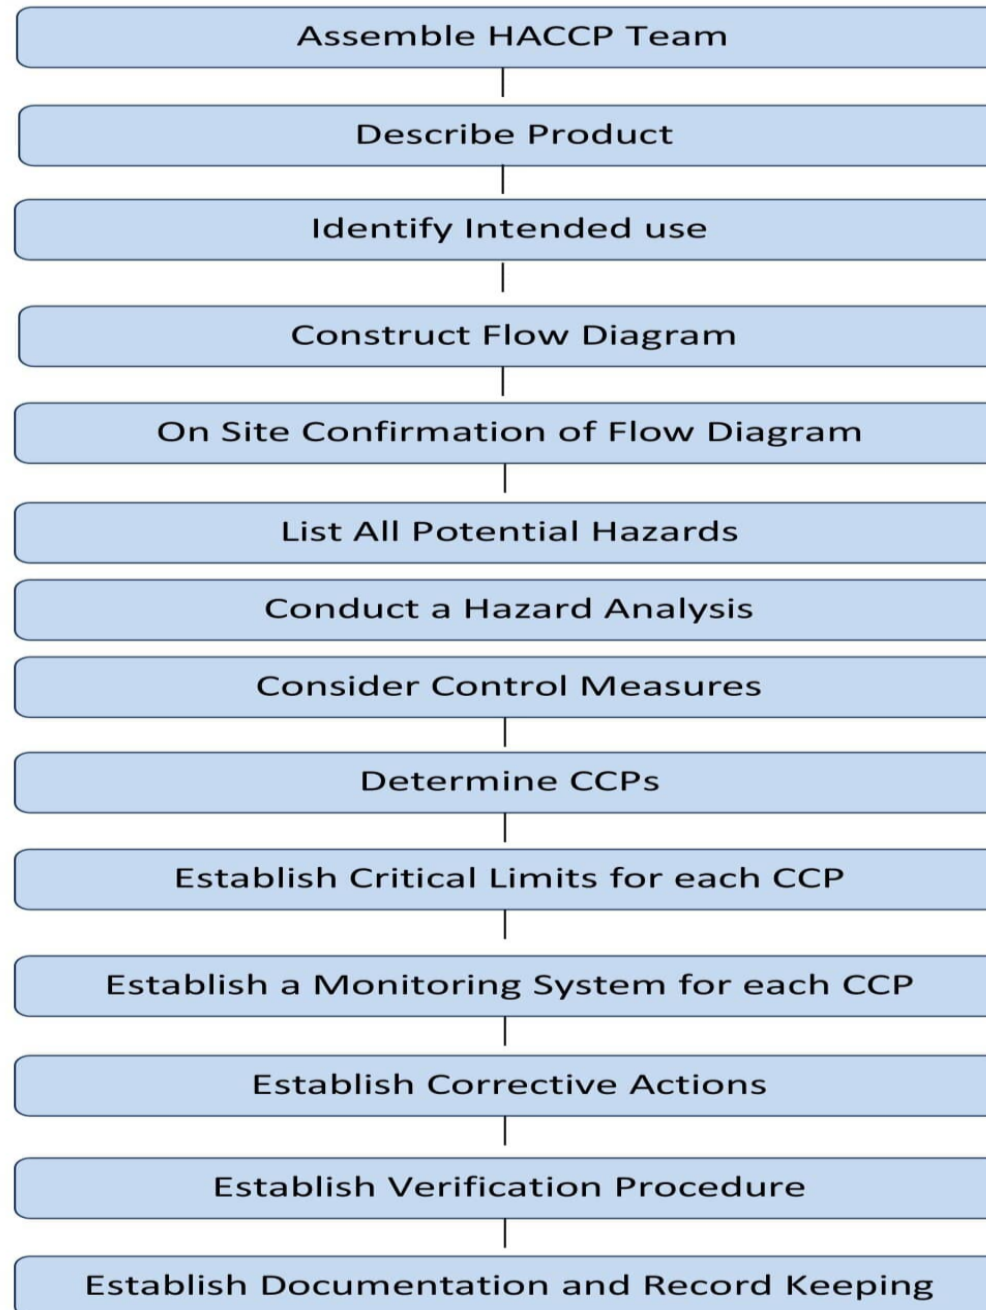 Assemble HACCP Team
Describe Product
Identify Intended use
Construct Flow Diagram
On Site Confirmation of Flow Diagram
List All Potential Hazards
Conduct a Hazard Analysis
Consider Control Measures
Determine CCPs
Establish Critical Limits for each CCP
Establish a Monitoring System for each CCP
Establish Corrective Actions
Establish Verification Procedure
Establish Documentation and Record Keeping